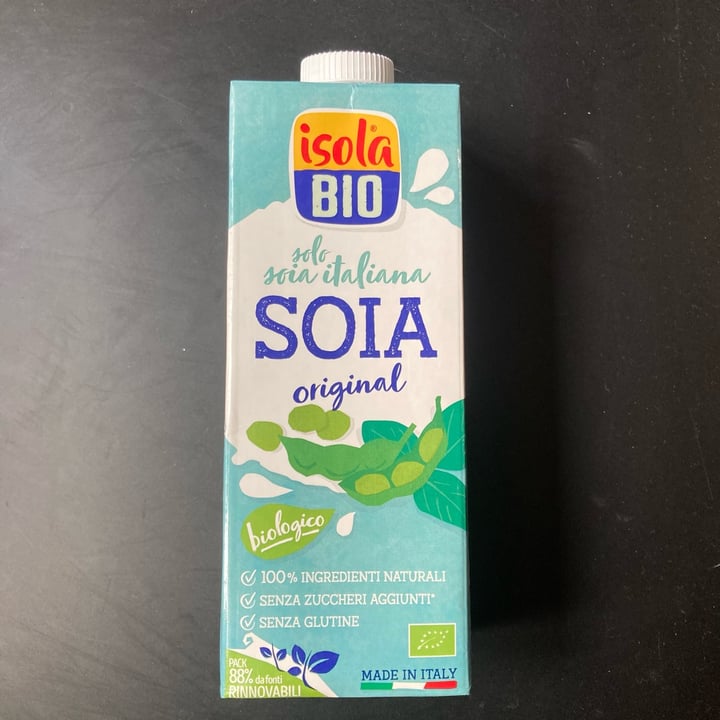 isola®
BIO
solo
soia italiana
SOIA
original
biologico
100% INGREDIENTI NATURALI
SENZA ZUCCHERI AGGIUNTI*
SENZA GLUTINE
PACK
88% da fonti
RINNOVABILI
MADE IN ITALY